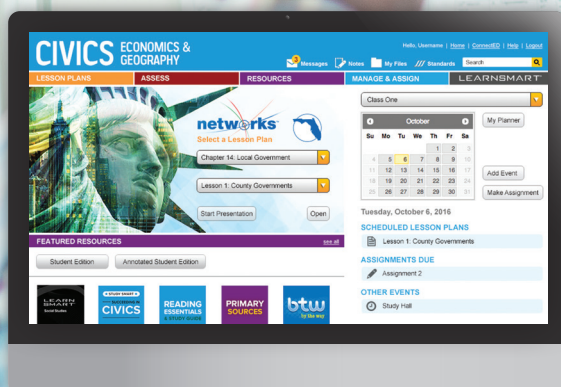 CIVICS ECONOMICS &
GEOGRAPHY
Hello, Username | Home | ConnectED | Help | Logout
2 Messages Notes My Files /// Standards Search
LESSON PLANS ASSESS RESOURCES MANAGE & ASSIGN LEARNSMART
networks
Select a Lesson Plan
Chapter 14: Local Government
Lesson 1: County Governments
Start Presentation Open
Class One
October
Su Mo Tu We Th Fr Sa
1 2 3
4 5 6 7 8 9 10
11 12 13 14 15 16 17
18 19 20 21 22 23 24
25 26 27 28 29 30 31
My Planner
Add Event
Make Assignment
Tuesday, October 6, 2016
SCHEDULED LESSON PLANS
Lesson 1: County Governments
ASSIGNMENTS DUE
Assignment 2
OTHER EVENTS
Study Hall
FEATURED RESOURCES see all
Student Edition Annotated Student Edition
LEARN
SMART
Social Studies
• STUDY SMART •
CIVICS
READING
ESSENTIALS
& STUDY GUIDE
PRIMARY
SOURCES
btw
by the way